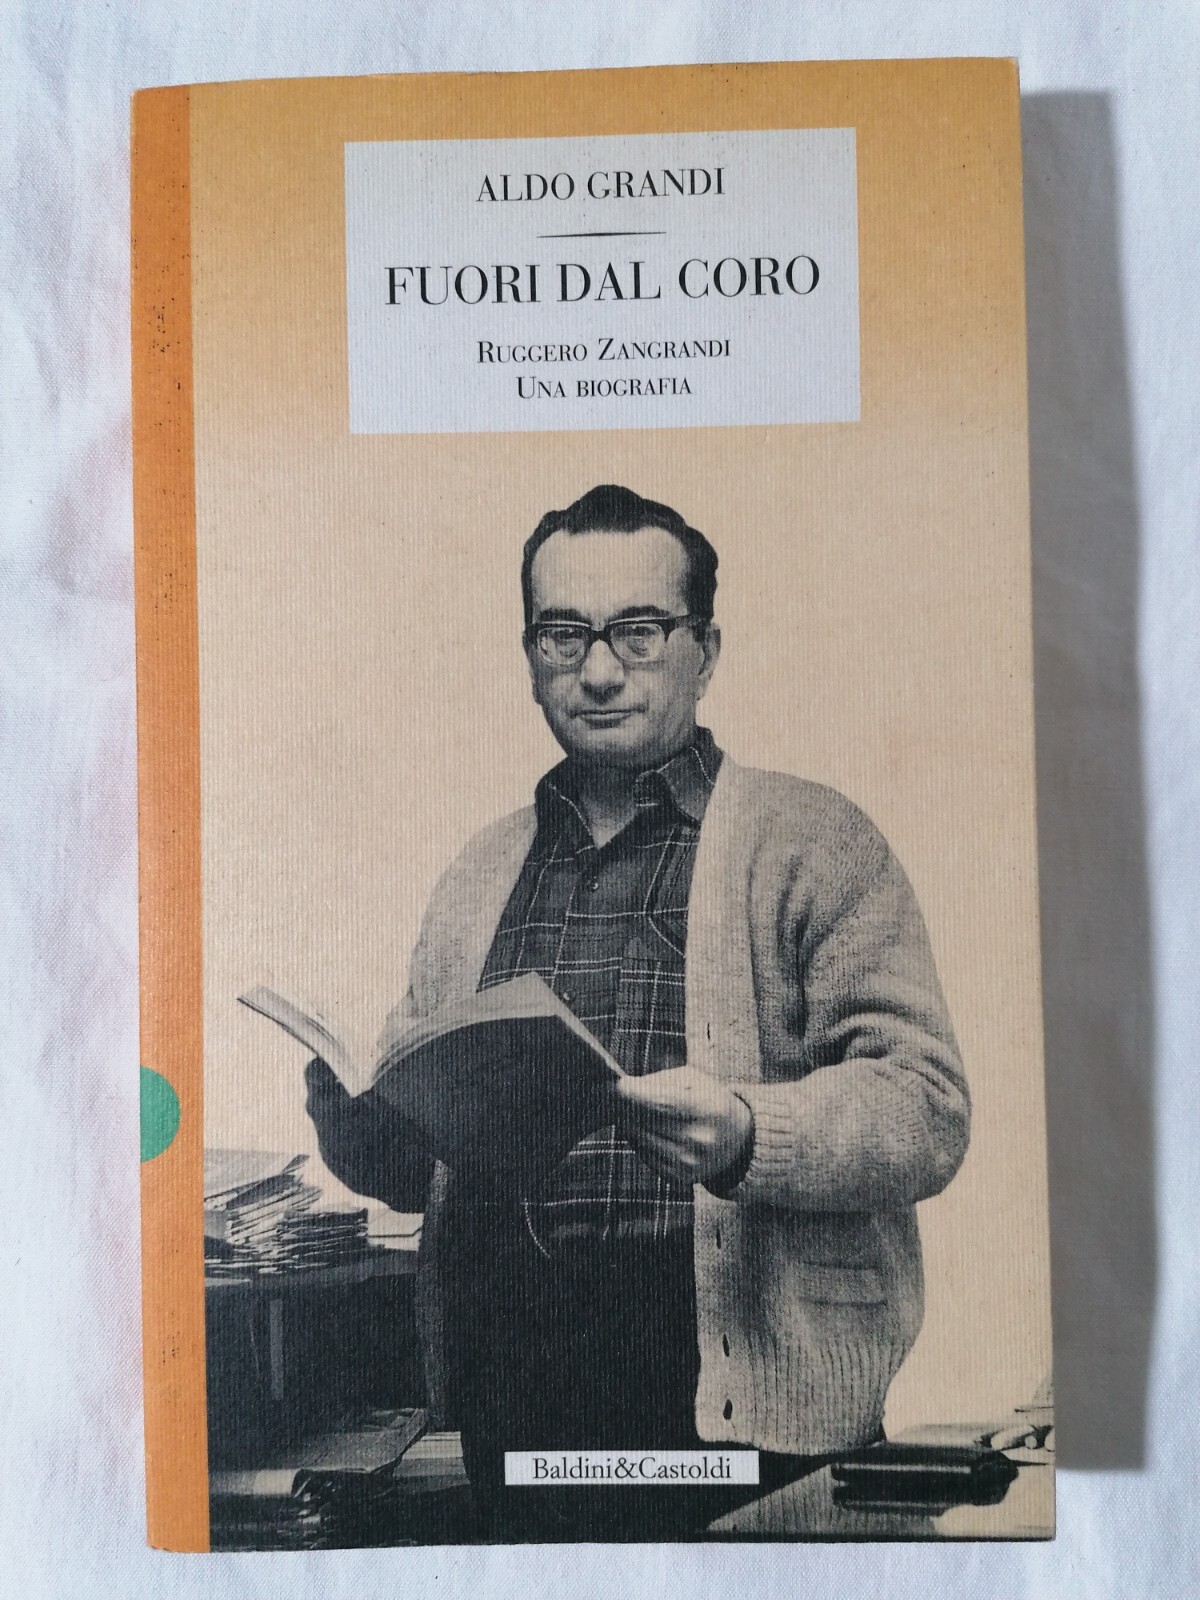 ALDO GRANDI
FUORI DAL CORO
RUGGERO ZANGRANDI
UNA BIOGRAFIA
Baldini&Castoldi